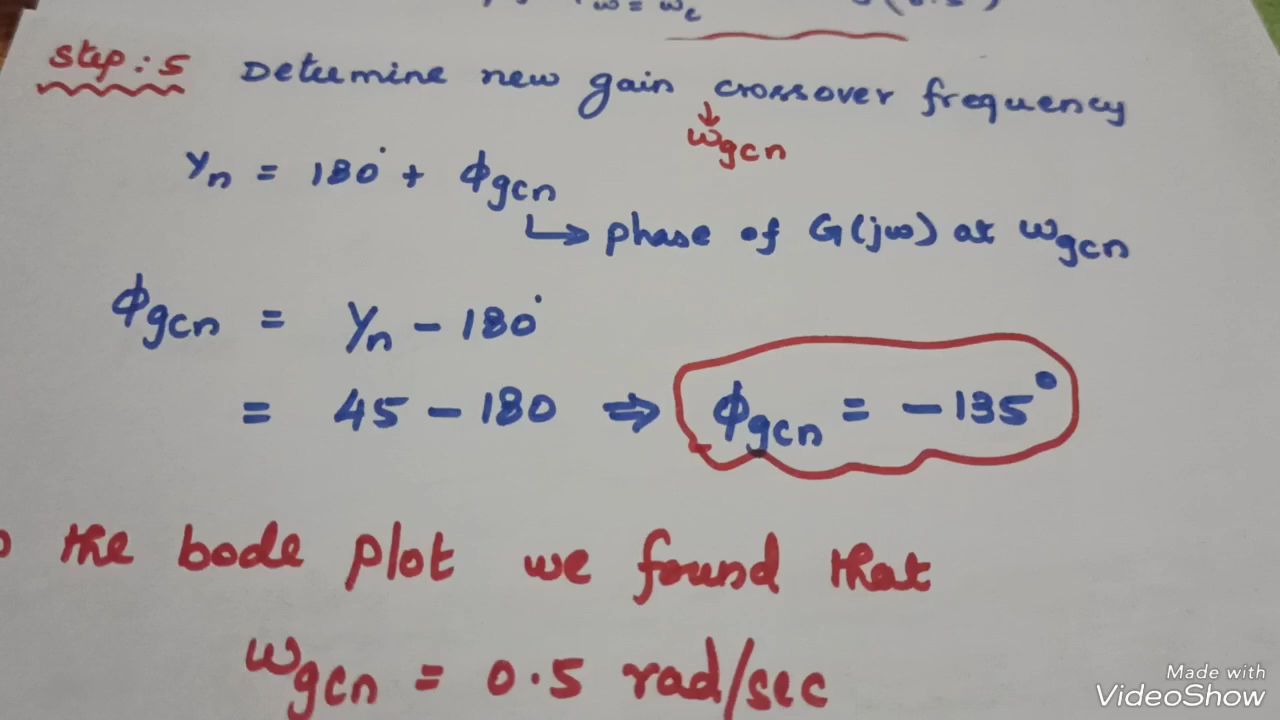 ω = ωc
step : 5 Determine new gain crossover frequency
ωgcn
γn = 180° + ϕgcn
↳ phase of G(jω) at ωgcn
ϕgcn = γn - 180°
= 45 - 180 ⇒ ϕgcn = -135°
the bode plot we found that
ωgcn = 0.5 rad/sec
Made with
VideoShow